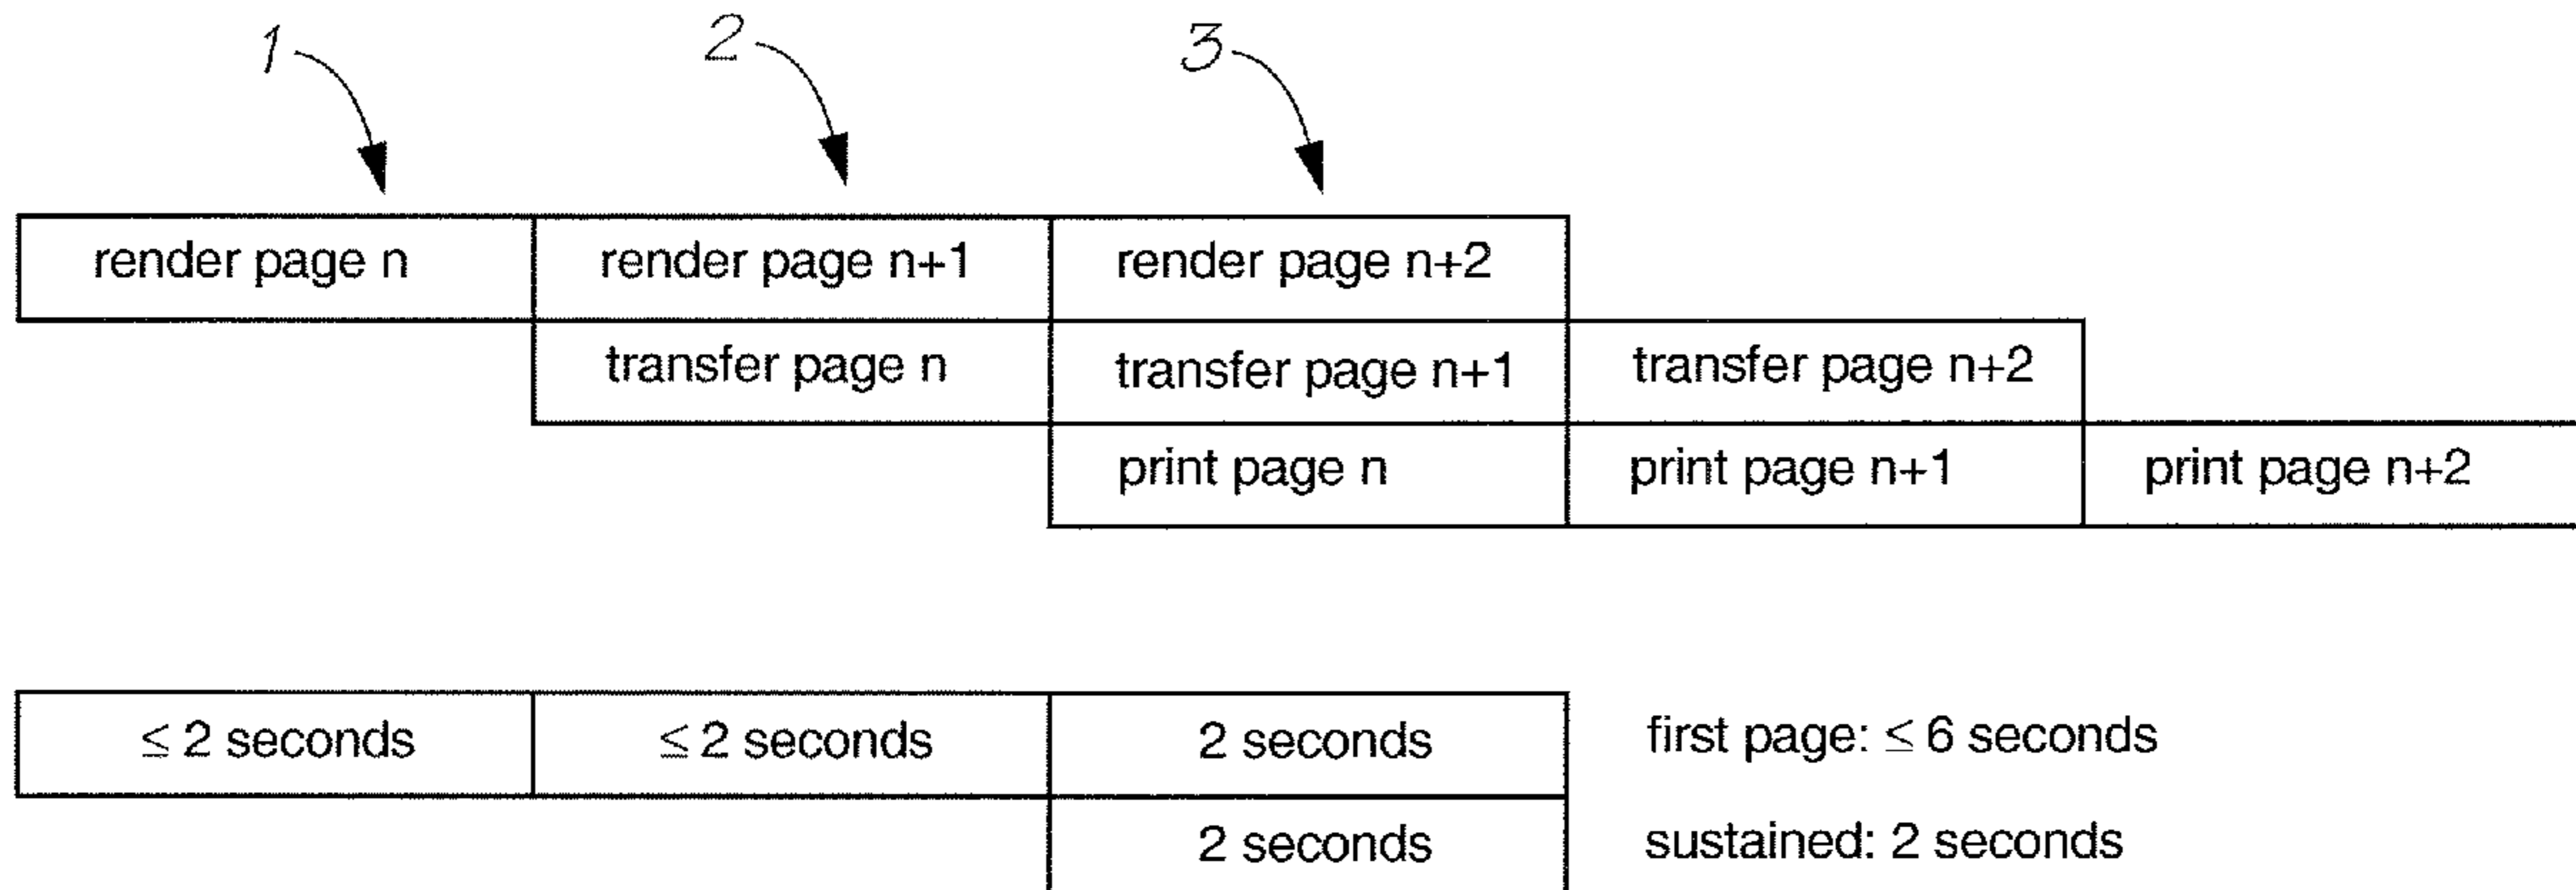 1 2 3
render page n render page n+1 render page n+2
transfer page n transfer page n+1 transfer page n+2
print page n print page n+1 print page n+2
≤ 2 seconds ≤ 2 seconds 2 seconds first page: ≤ 6 seconds
2 seconds sustained: 2 seconds